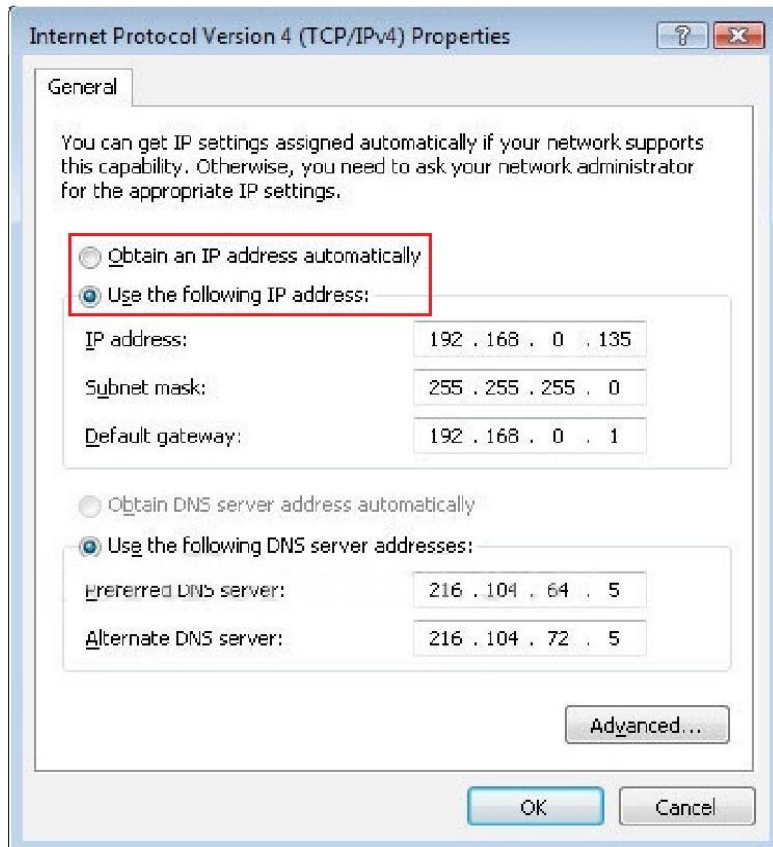 Internet Protocol Version 4 (TCP/IPv4) Properties
General
You can get IP settings assigned automatically if your network supports
this capability. Otherwise, you need to ask your network administrator
for the appropriate IP settings.
Obtain an IP address automatically
Use the following IP address:
IP address: 192 . 168 . 0 . 135
Subnet mask: 255 . 255 . 255 . 0
Default gateway: 192 . 168 . 0 . 1
Obtain DNS server address automatically
Use the following DNS server addresses:
Preferred DNS server: 216 . 104 . 64 . 5
Alternate DNS server: 216 . 104 . 72 . 5
Advanced...
OK Cancel